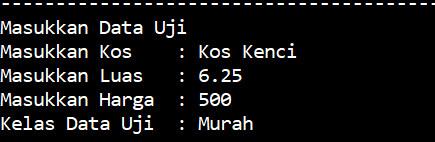 ----------------------------------------
Masukkan Data Uji
Masukkan Kos    : Kos Kenci
Masukkan Luas   : 6.25
Masukkan Harga  : 500
Kelas Data Uji  : Murah